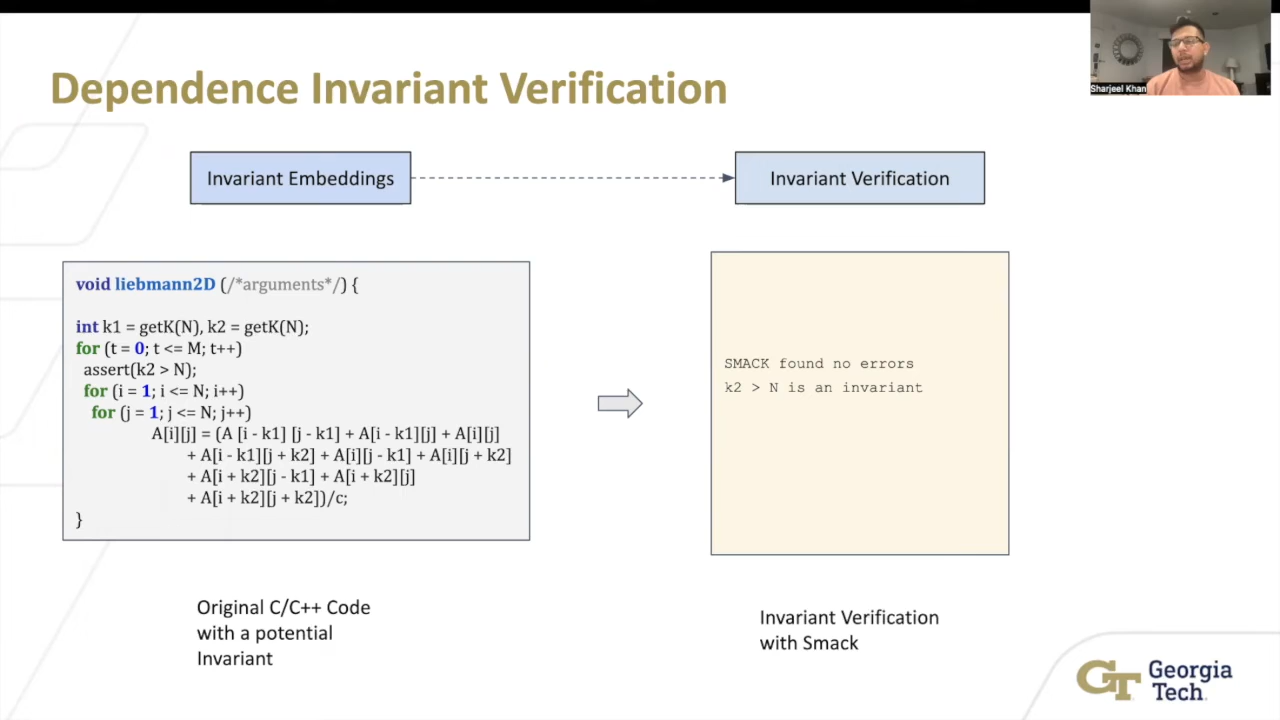 Dependence Invariant Verification
Sharjeel Khan
Invariant Embeddings
Invariant Verification
void liebmann2D (/*arguments*/) {
int k1 = getK(N), k2 = getK(N);
for (t = 0; t <= M; t++)
assert(k2 > N);
for (i = 1; i <= N; i++)
for (j = 1; j <= N; j++)
A[i][j] = (A [i - k1] [j - k1] + A[i - k1][j] + A[i][j]
+ A[i - k1][j + k2] + A[i][j - k1] + A[i][j + k2]
+ A[i + k2][j - k1] + A[i + k2][j]
+ A[i + k2][j + k2])/c;
}
SMACK found no errors
k2 > N is an invariant
Original C/C++ Code
with a potential
Invariant
Invariant Verification
with Smack
GT
Georgia
Tech